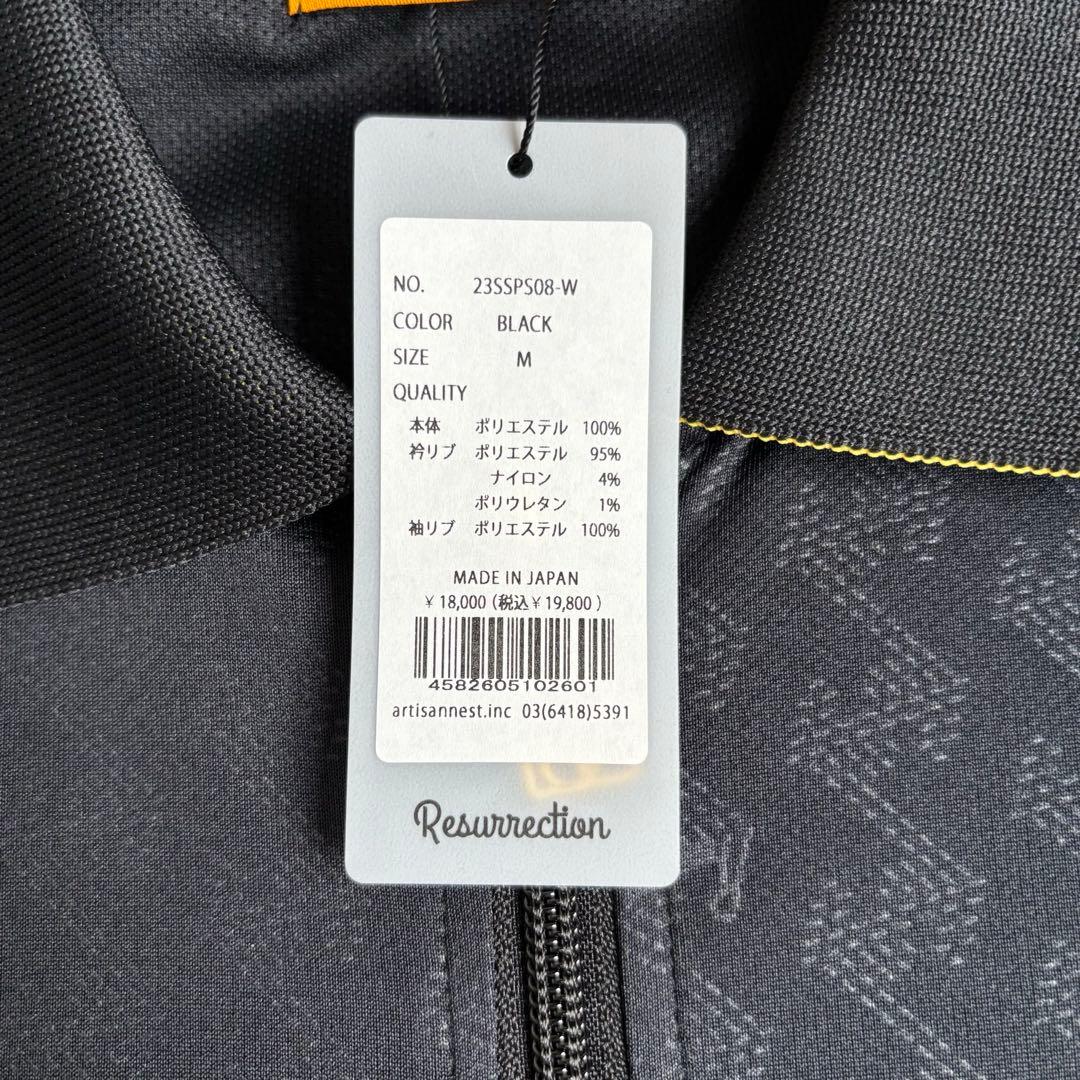 NO. 23SSPS08-W
COLOR BLACK
SIZE M
QUALITY
本体 ポリエステル 100%
衿リブ ポリエステル 95%
ナイロン 4%
ポリウレタン 1%
袖リブ ポリエステル 100%
MADE IN JAPAN
¥ 18,000 (税込 ¥ 19,800 )
4582605102601
artisannest.inc 03(6418)5391
Resurrection